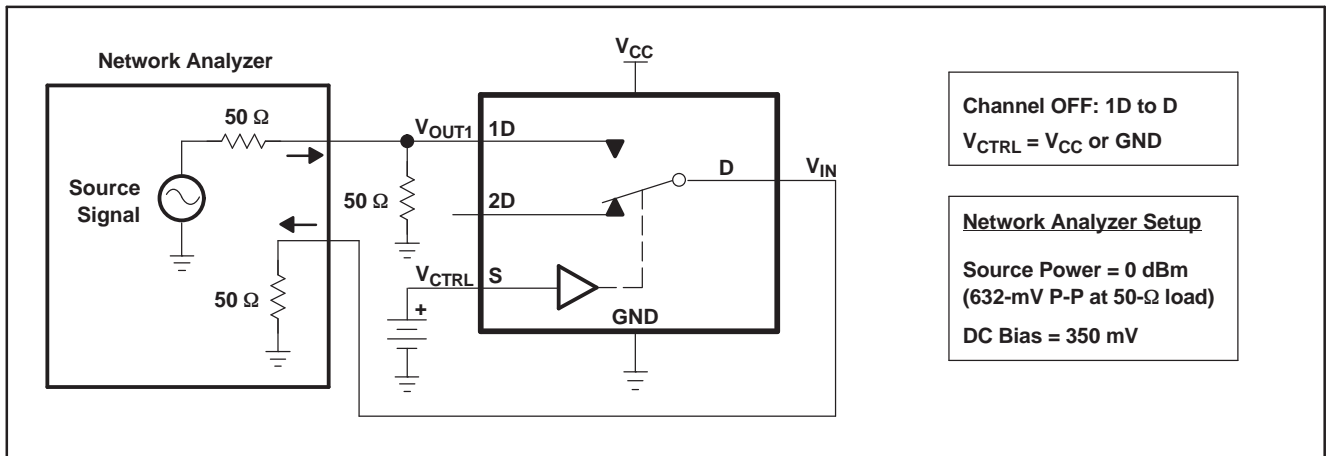 Network Analyzer
50 Ω
Source
Signal
50 Ω
V_OUT1
50 Ω
V_CTRL
+
V_CC
1D
2D
S
D
GND
V_IN
Channel OFF: 1D to D
V_CTRL = V_CC or GND
Network Analyzer Setup
Source Power = 0 dBm
(632-mV P-P at 50-Ω load)
DC Bias = 350 mV